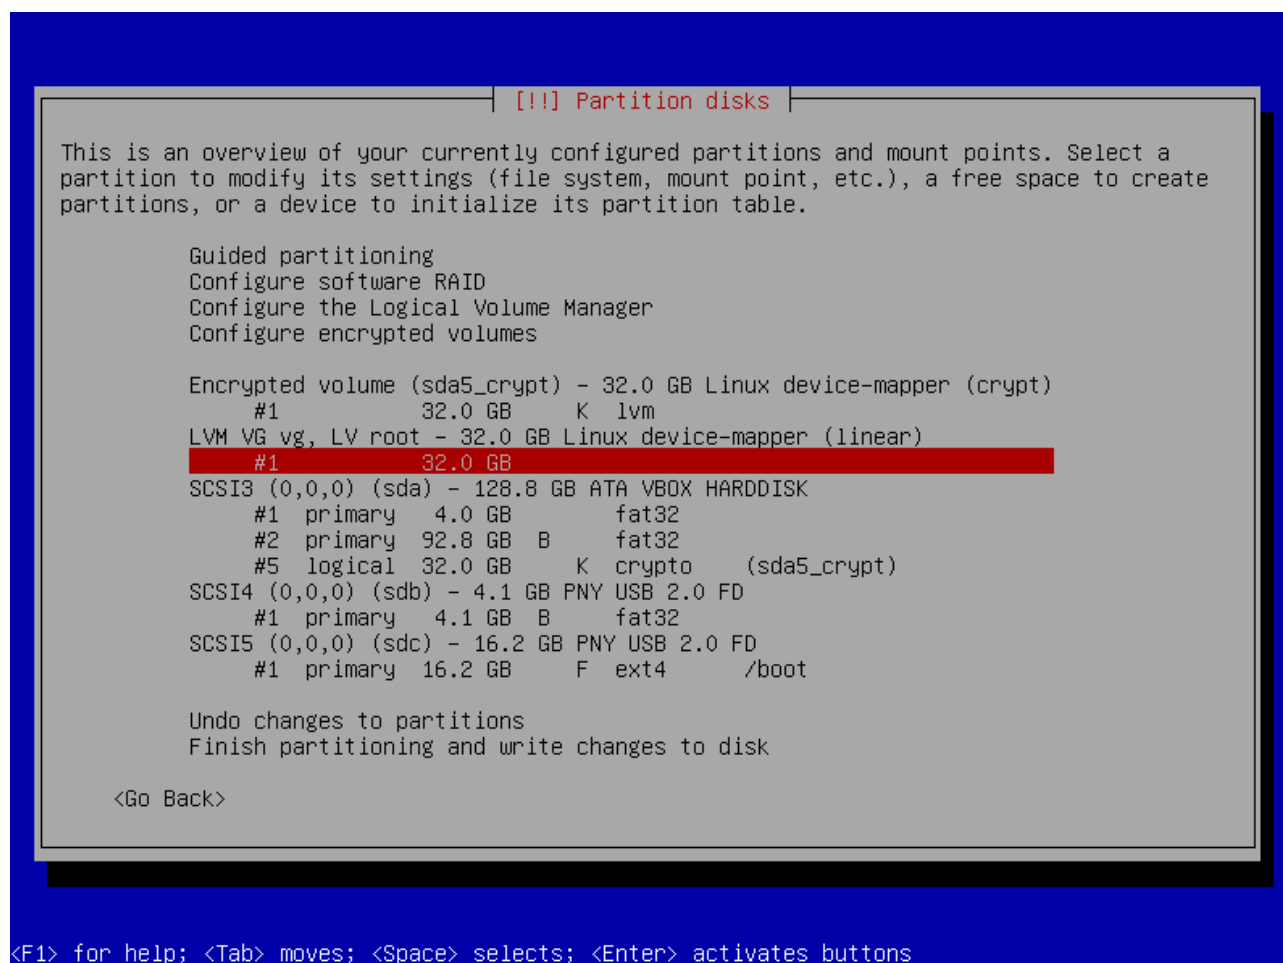 [!!] Partition disks
This is an overview of your currently configured partitions and mount points. Select a
partition to modify its settings (file system, mount point, etc.), a free space to create
partitions, or a device to initialize its partition table.
Guided partitioning
Configure software RAID
Configure the Logical Volume Manager
Configure encrypted volumes
Encrypted volume (sda5_crypt) - 32.0 GB Linux device-mapper (crypt)
#1 32.0 GB K lvm
LVM VG vg, LV root - 32.0 GB Linux device-mapper (linear)
#1 32.0 GB
SCSI3 (0,0,0) (sda) - 128.8 GB ATA VBOX HARDDISK
#1 primary 4.0 GB fat32
#2 primary 92.8 GB B fat32
#5 logical 32.0 GB K crypto (sda5_crypt)
SCSI4 (0,0,0) (sdb) - 4.1 GB PNY USB 2.0 FD
#1 primary 4.1 GB B fat32
SCSI5 (0,0,0) (sdc) - 16.2 GB PNY USB 2.0 FD
#1 primary 16.2 GB F ext4 /boot
Undo changes to partitions
Finish partitioning and write changes to disk
<Go Back>
<F1> for help; <Tab> moves; <Space> selects; <Enter> activates buttons